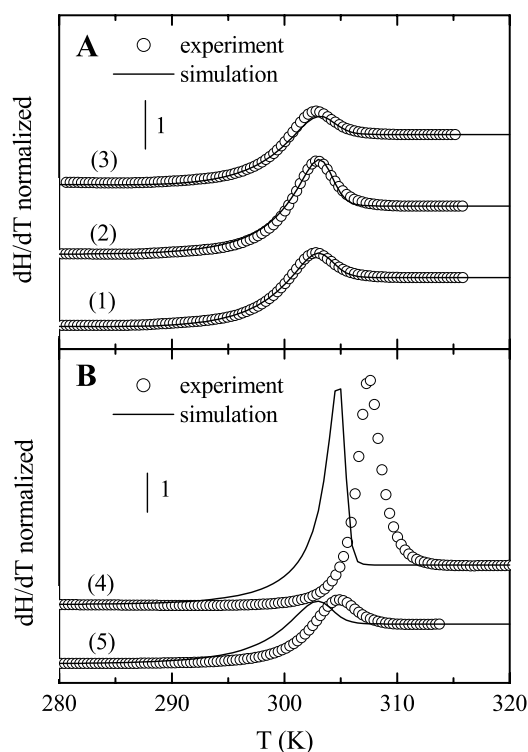 A
experiment
simulation
1
(3)
(2)
(1)
dH/dT normalized
B
experiment
simulation
1
(4)
(5)
dH/dT normalized
280 290 300 310 320
T (K)